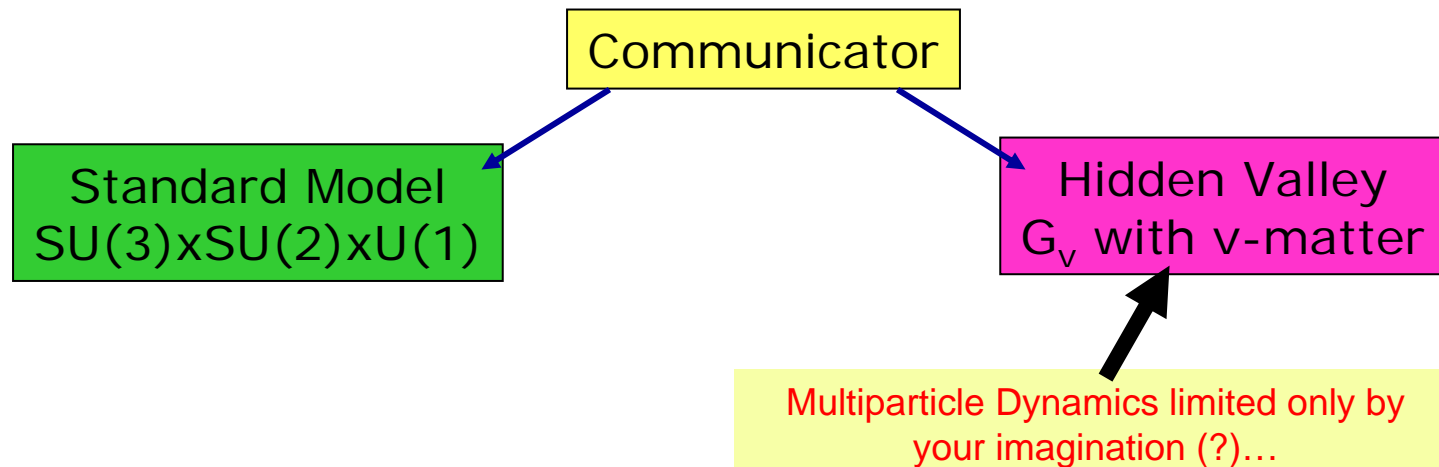 Communicator
Standard Model
SU(3)xSU(2)xU(1)
Hidden Valley
Gᵥ with v-matter
Multiparticle Dynamics limited only by
your imagination (?)…